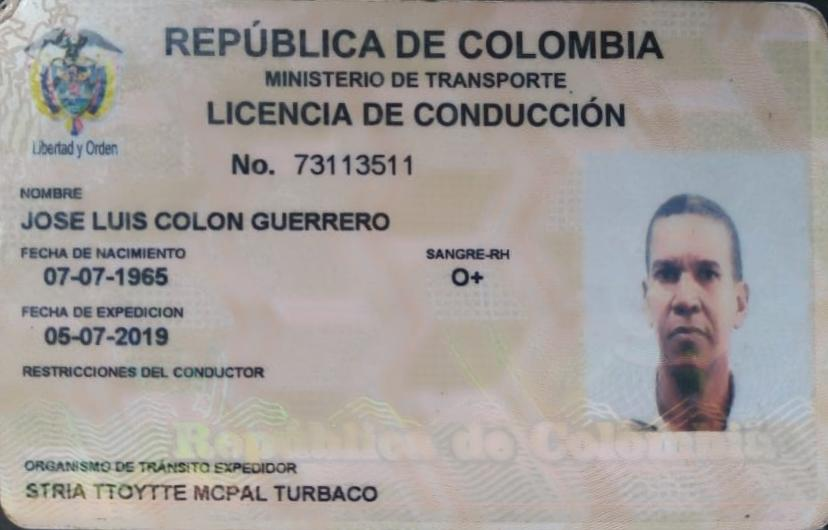 REPÚBLICA DE COLOMBIA
MINISTERIO DE TRANSPORTE
LICENCIA DE CONDUCCIÓN
Libertad y Orden
No. 73113511
NOMBRE
JOSE LUIS COLON GUERRERO
FECHA DE NACIMIENTO
07-07-1965
SANGRE-RH
O+
FECHA DE EXPEDICION
05-07-2019
RESTRICCIONES DEL CONDUCTOR
República de Colombia
ORGANISMO DE TRÁNSITO EXPEDIDOR
STRIA TTOYTTE MCPAL TURBACO